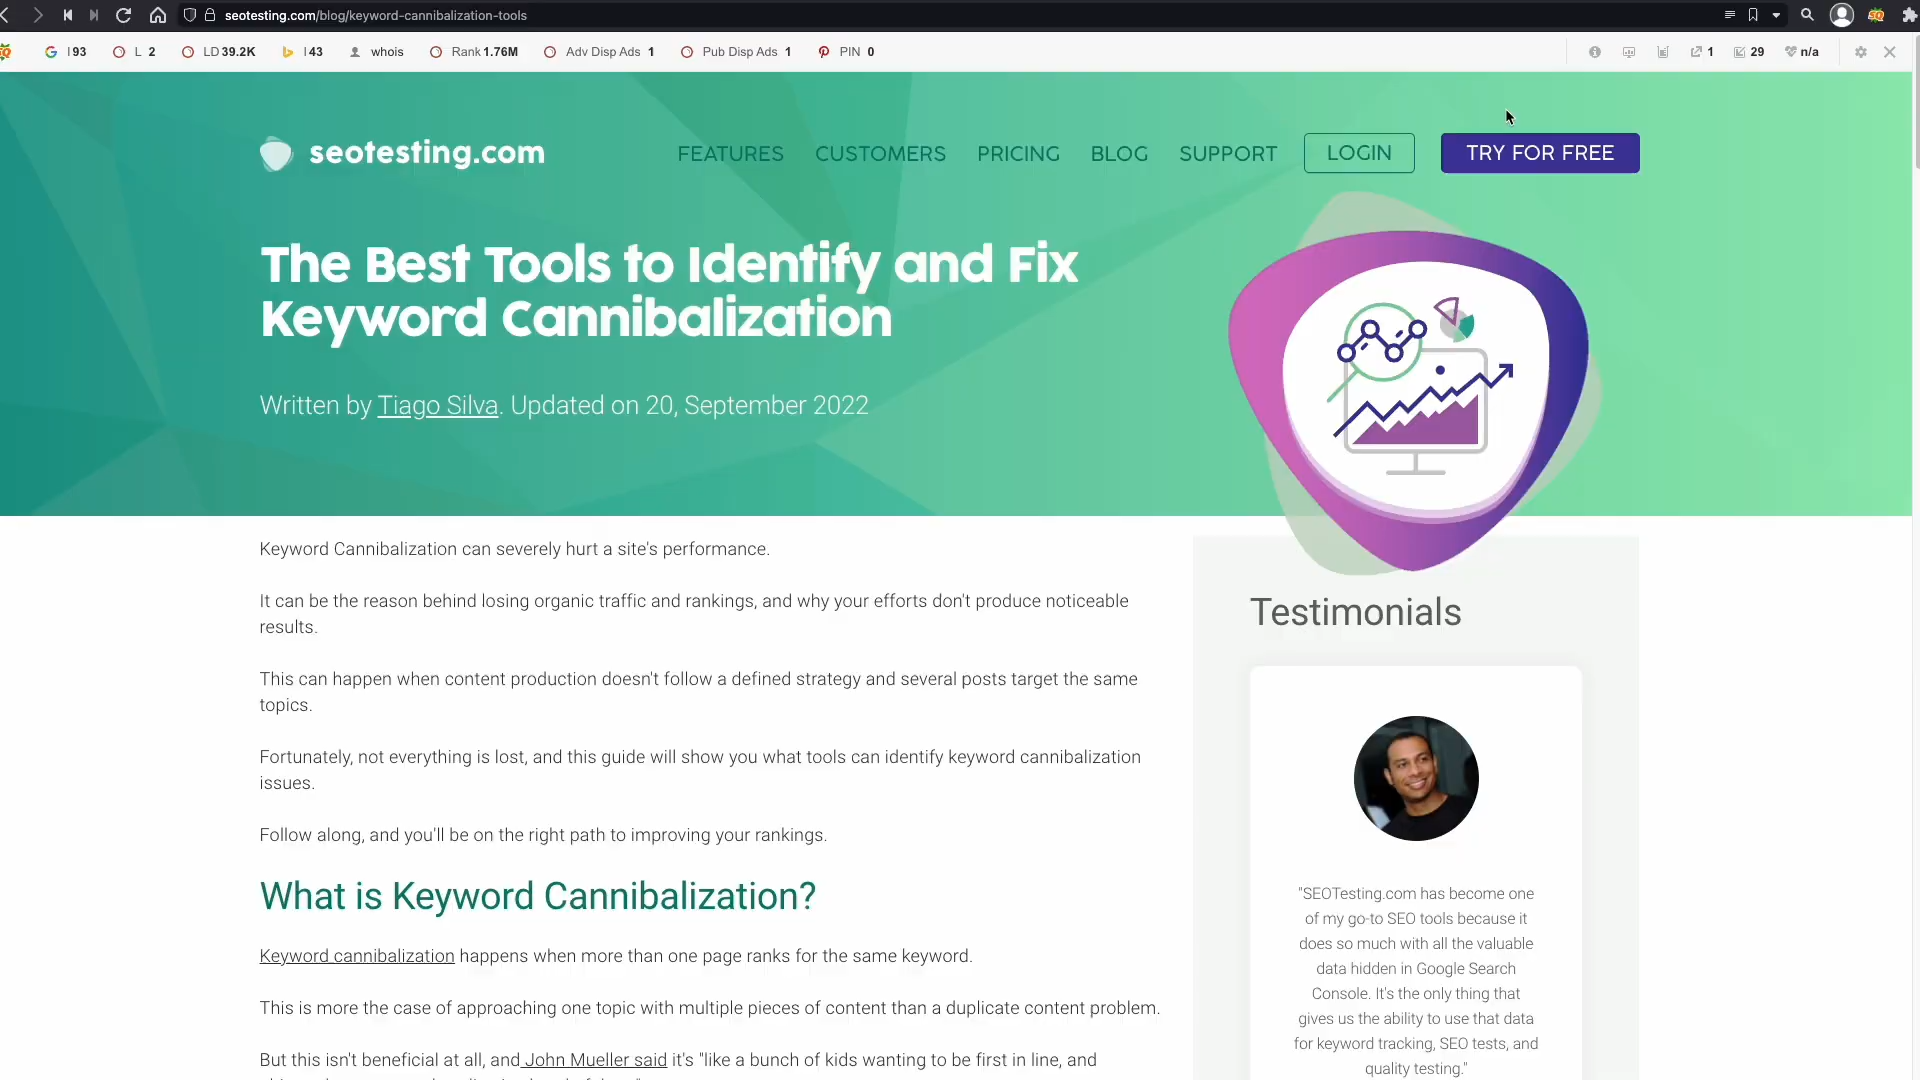 seotesting.com/blog/keyword-cannibalization-tools
I 93
L 2
LD 39.2K
I 43
whois
Rank 1.76M
Adv Disp Ads 1
Pub Disp Ads 1
PIN 0
1
29
n/a
seotesting.com
FEATURES
CUSTOMERS
PRICING
BLOG
SUPPORT
LOGIN
TRY FOR FREE
The Best Tools to Identify and Fix
Keyword Cannibalization
Written by Tiago Silva. Updated on 20, September 2022
Keyword Cannibalization can severely hurt a site's performance.
It can be the reason behind losing organic traffic and rankings, and why your efforts don't produce noticeable
results.
This can happen when content production doesn't follow a defined strategy and several posts target the same
topics.
Fortunately, not everything is lost, and this guide will show you what tools can identify keyword cannibalization
issues.
Follow along, and you'll be on the right path to improving your rankings.
What is Keyword Cannibalization?
Keyword cannibalization happens when more than one page ranks for the same keyword.
This is more the case of approaching one topic with multiple pieces of content than a duplicate content problem.
But this isn't beneficial at all, and John Mueller said it's "like a bunch of kids wanting to be first in line, and
Testimonials
"SEOTesting.com has become one
of my go-to SEO tools because it
does so much with all the valuable
data hidden in Google Search
Console. It's the only thing that
gives us the ability to use that data
for keyword tracking, SEO tests, and
quality testing."